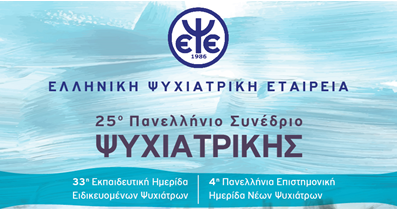 ΕΨΕ
1986
ΕΛΛΗΝΙΚΗ ΨΥΧΙΑΤΡΙΚΗ ΕΤΑΙΡΕΙΑ
25ο Πανελλήνιο Συνέδριο
ΨΥΧΙΑΤΡΙΚΗΣ
33η Εκπαιδευτική Ημερίδα
Ειδικευομένων Ψυχιάτρων
4η Πανελλήνια Επιστημονική
Ημερίδα Νέων Ψυχιάτρων